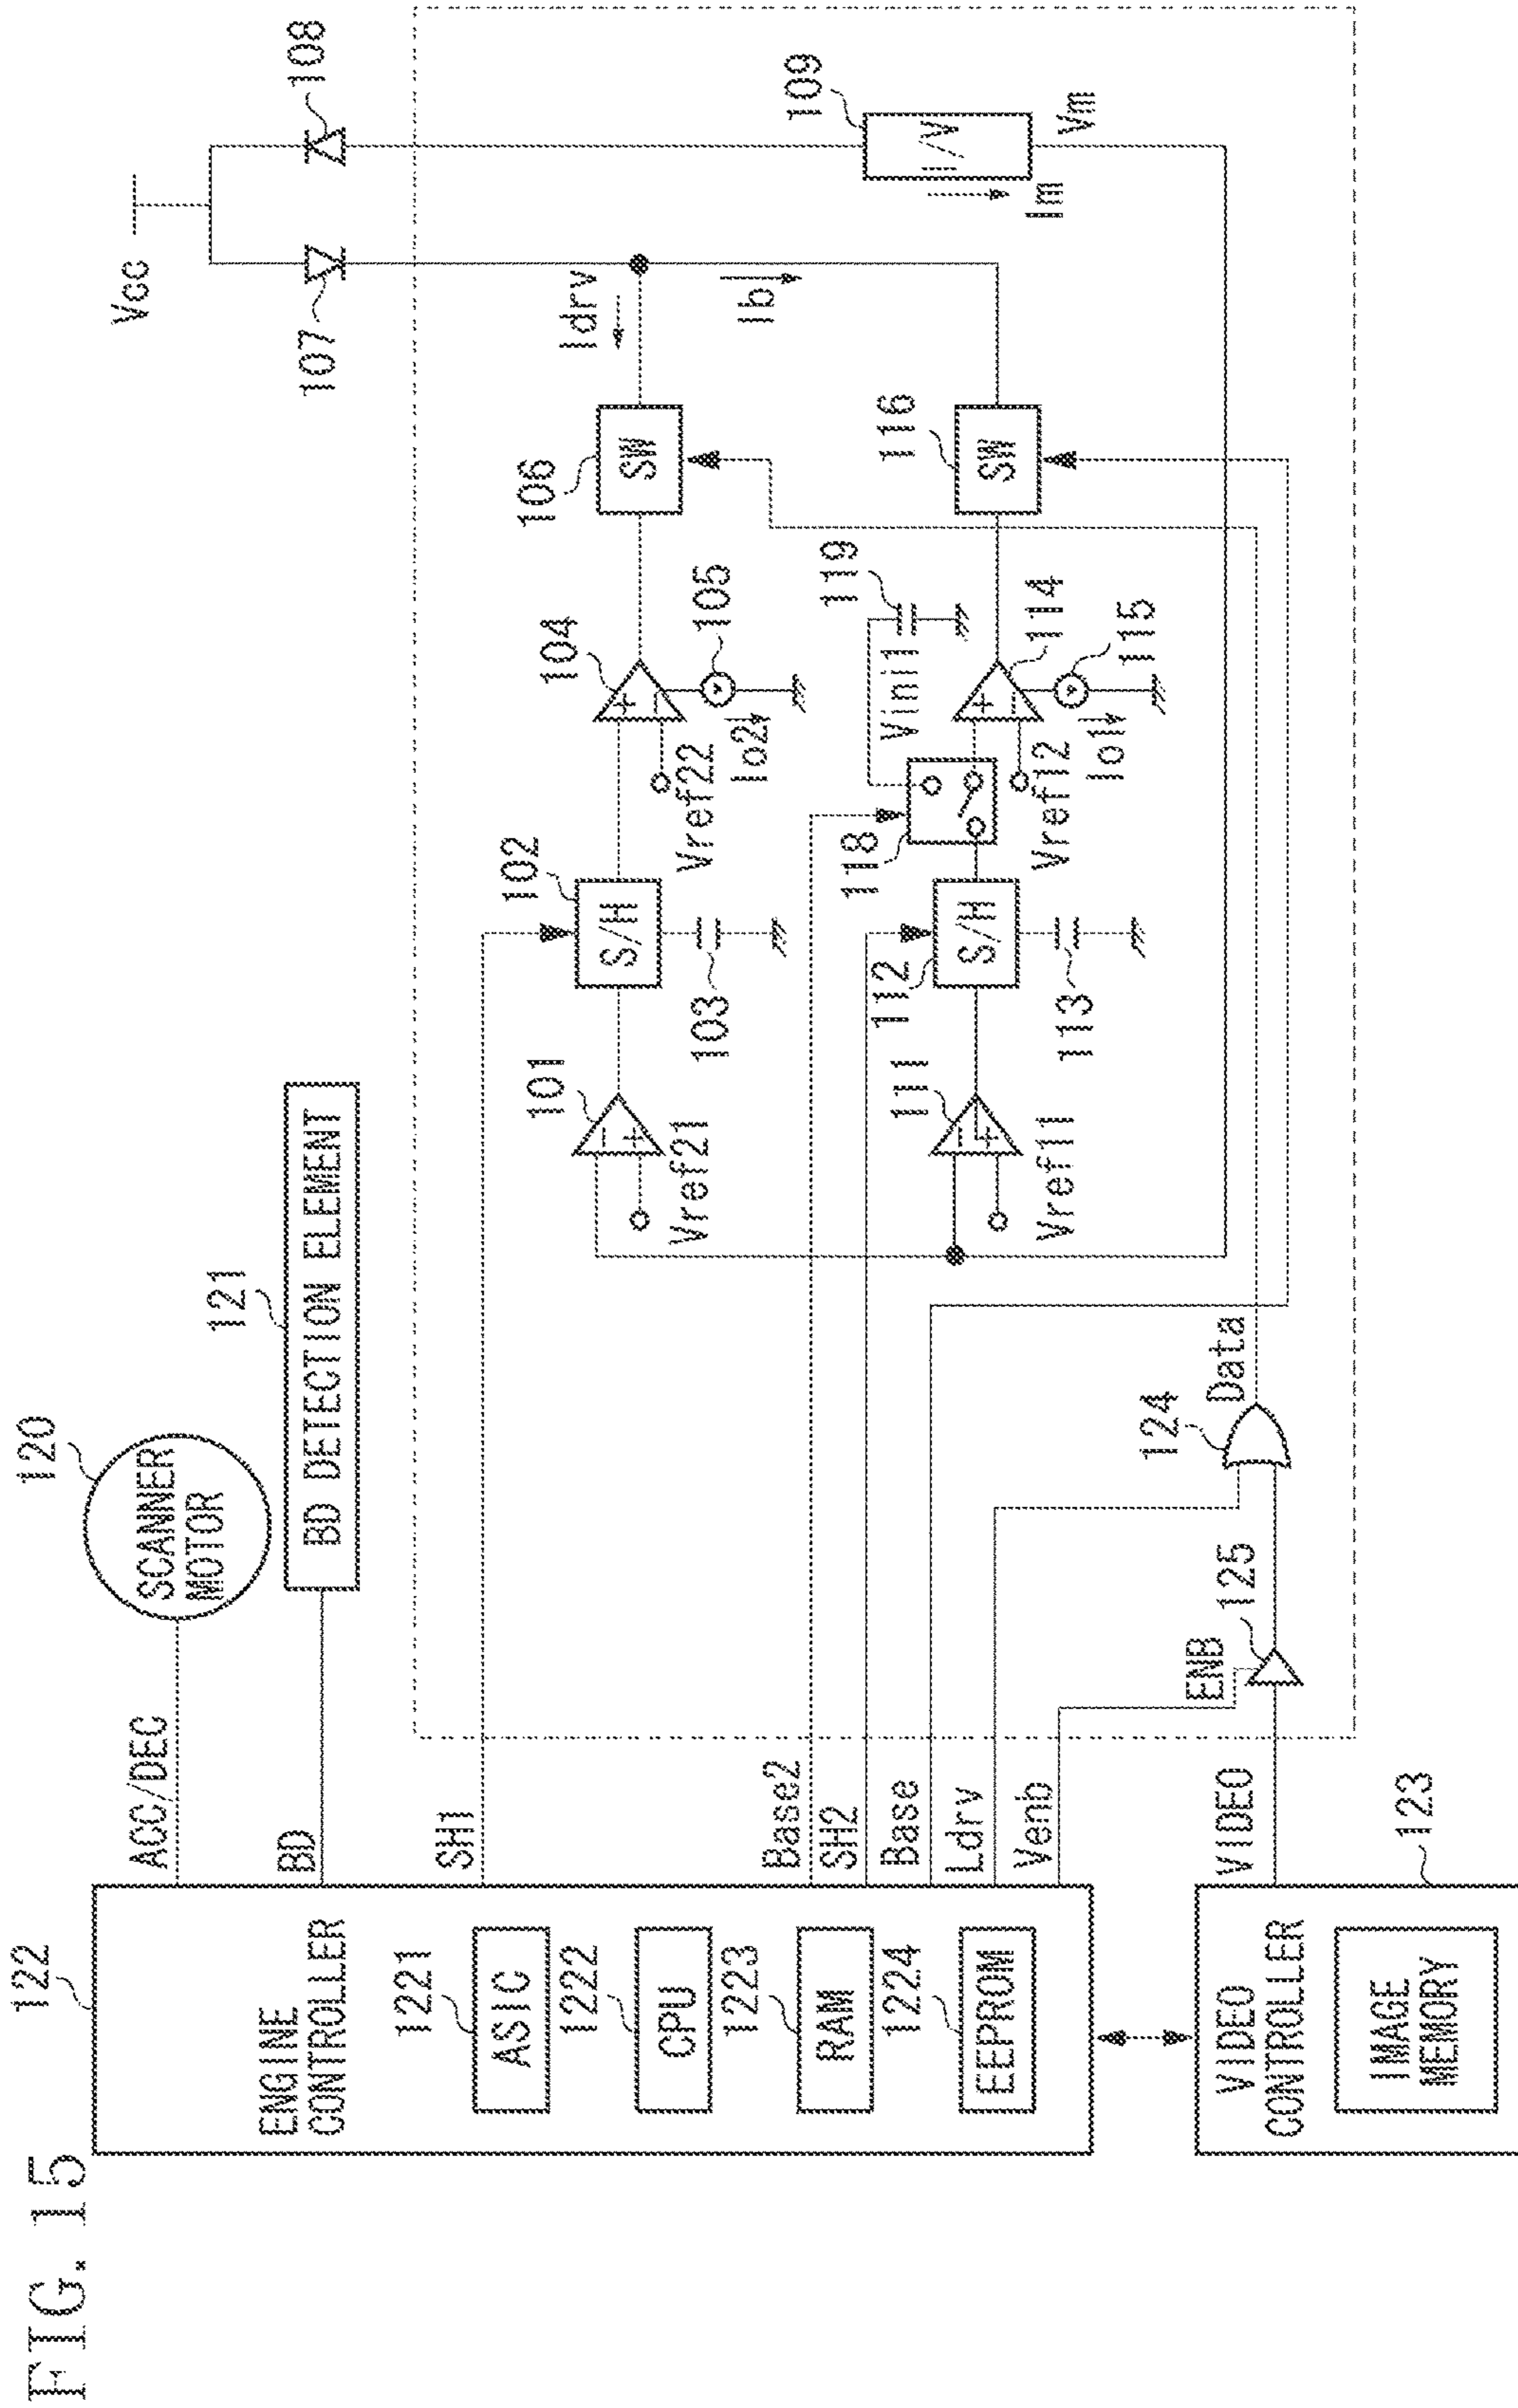 FIG. 15
122
ENGINE
CONTROLLER
1221
ASIC
1222
CPU
1223
RAM
1224
EEPROM
VIDEO
CONTROLLER
IMAGE
MEMORY
123
ACC/DEC
BD
SH1
Base2
SH2
Base
Ldrv
Venb
VIDEO
120
SCANNER
MOTOR
121
BD DETECTION ELEMENT
ENB
125
124
Data
101
-
+
Vref21
102
S/H
103
104
+
-
Vref22
105
Io2
106
SW
Idrv
111
-
+
Vref11
112
S/H
113
118
119
Vini1
114
+
-
Vref12
115
Io1
116
SW
Ib
Vcc
107
108
109
I/V
Im
Vm